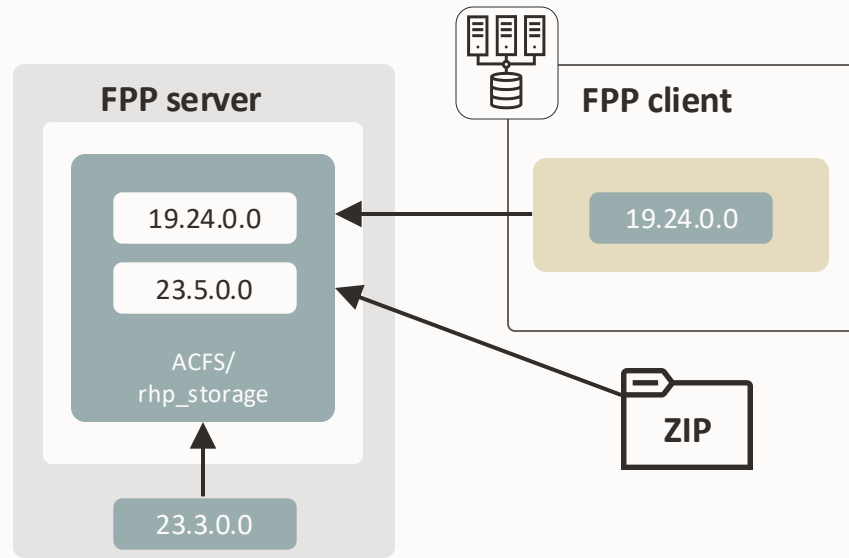 FPP server
19.24.0.0
23.5.0.0
ACFS/
rhp_storage
23.3.0.0
FPP client
19.24.0.0
ZIP